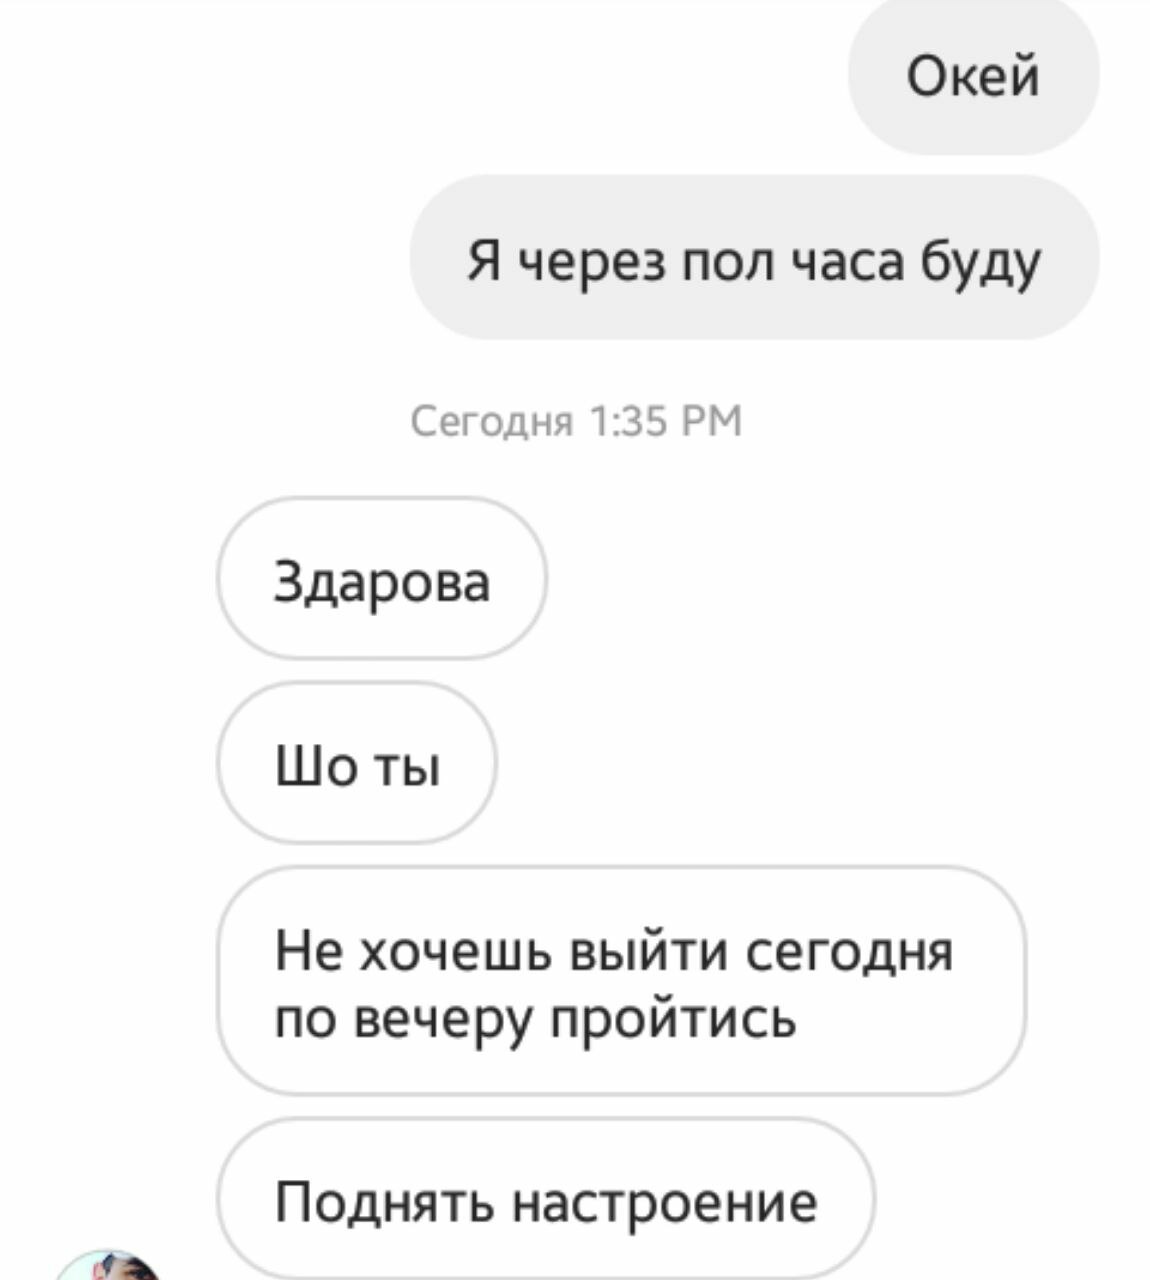 Окей
Я через пол часа буду
Сегодня 1:35 PM
Здарова
Шо ты
Не хочешь выйти сегодня
по вечеру пройтись
Поднять настроение